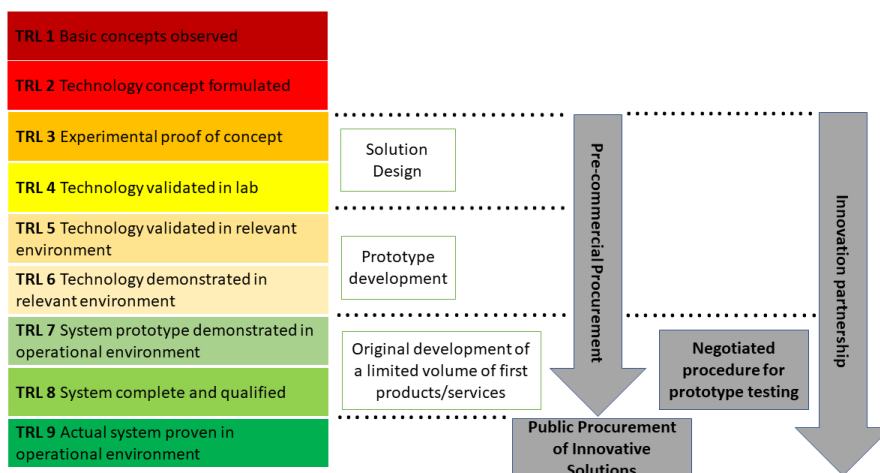 TRL 1 Basic concepts observed
TRL 2 Technology concept formulated
TRL 3 Experimental proof of concept
TRL 4 Technology validated in lab
TRL 5 Technology validated in relevant
environment
TRL 6 Technology demonstrated in
relevant environment
TRL 7 System prototype demonstrated in
operational environment
TRL 8 System complete and qualified
TRL 9 Actual system proven in
operational environment
Solution
Design
Prototype
development
Original development of
a limited volume of first
products/services
Pre-commercial Procurement
Public Procurement
of Innovative
Solutions
Negotiated
procedure for
prototype testing
Innovation partnership